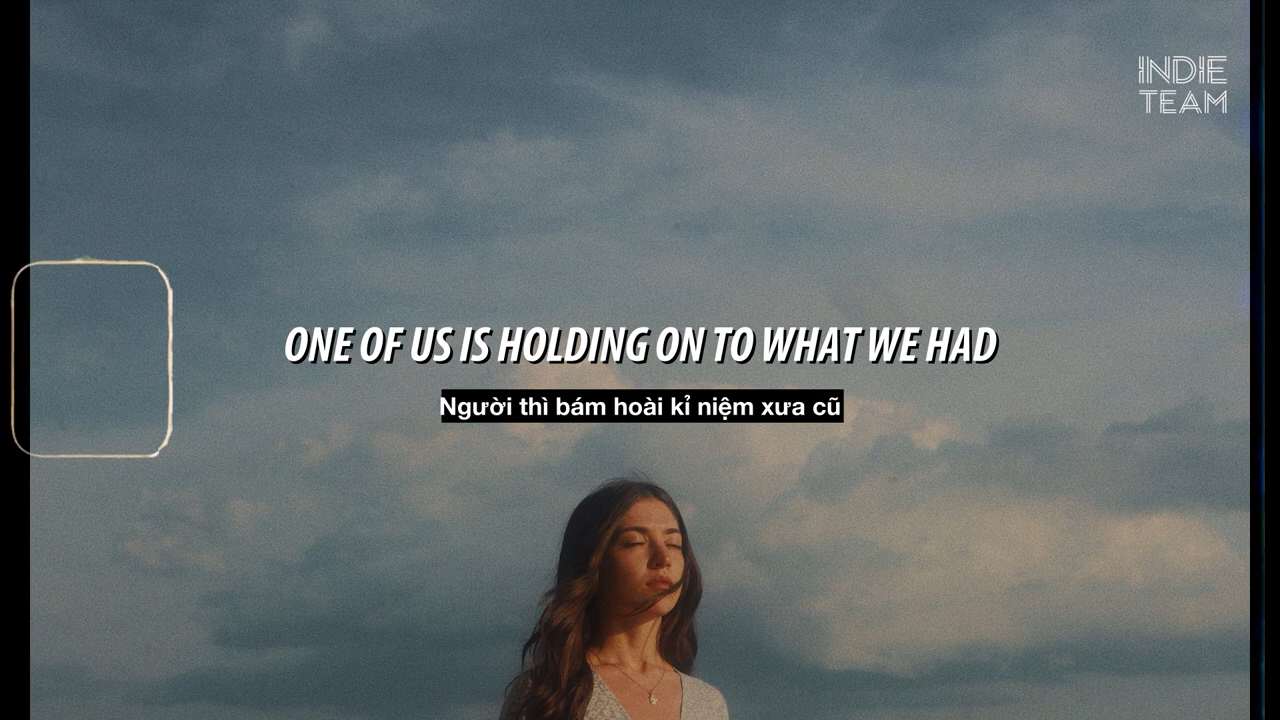 INDIE
TEAM
ONE OF US IS HOLDING ON TO WHAT WE HAD
Người thì bám hoài kỉ niệm xưa cũ